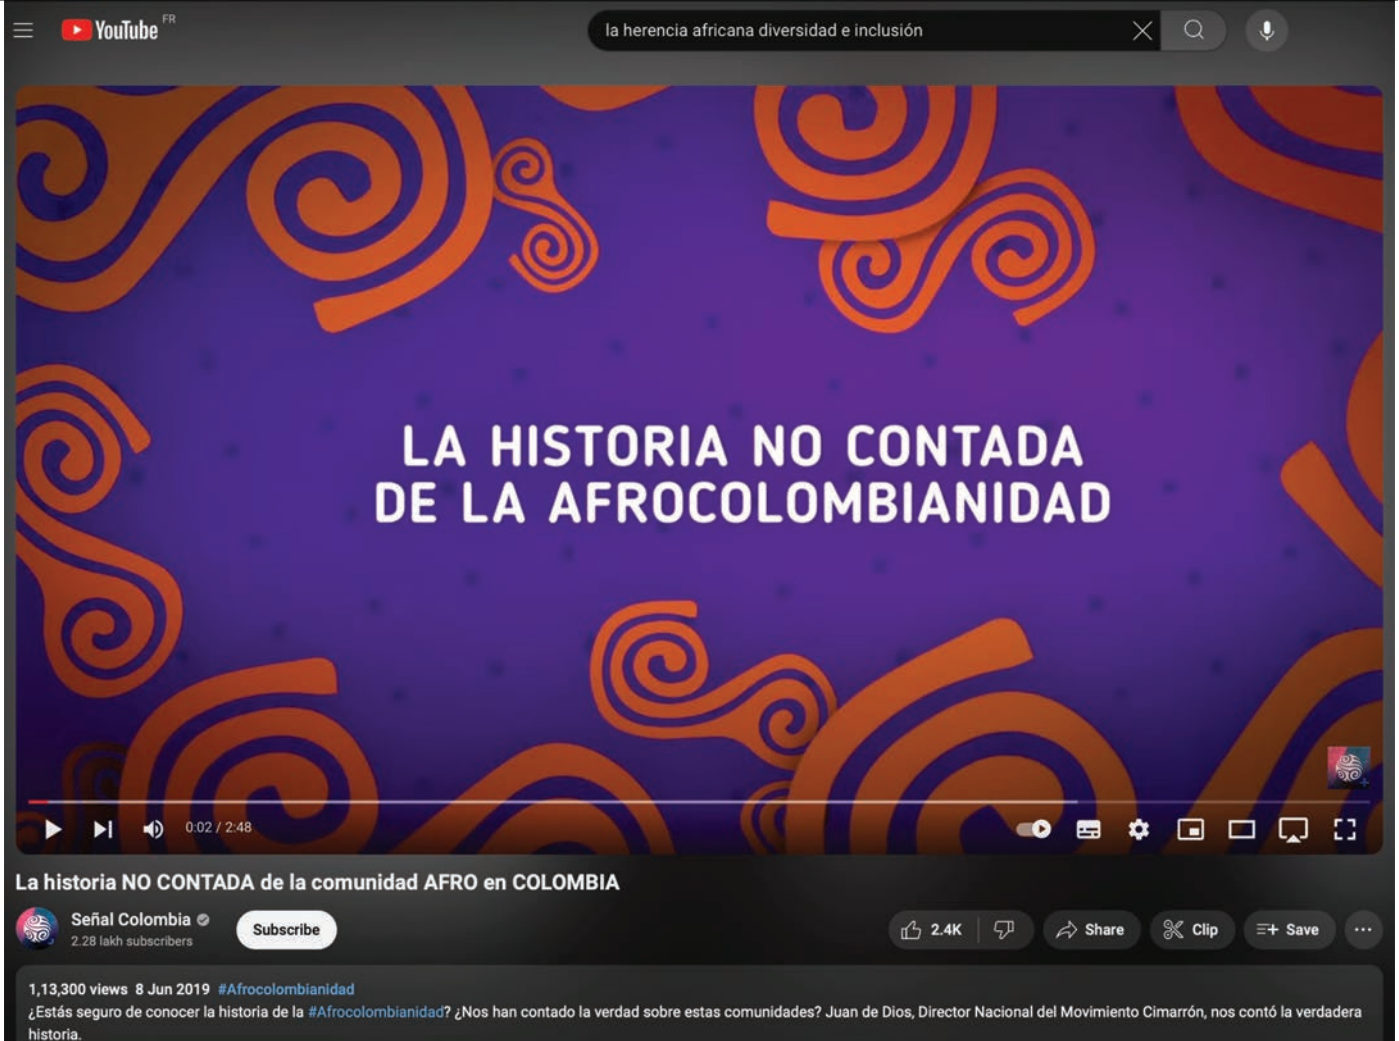 YouTube FR
la herencia africana diversidad e inclusión
LA HISTORIA NO CONTADA
DE LA AFROCOLOMBIANIDAD
0:02 / 2:48
La historia NO CONTADA de la comunidad AFRO en COLOMBIA
Señal Colombia
2.28 lakh subscribers
Subscribe
2.4K
Share
Clip
Save
1,13,300 views 8 Jun 2019 #Afrocolombianidad
¿Estás seguro de conocer la historia de la #Afrocolombianidad? ¿Nos han contado la verdad sobre estas comunidades? Juan de Dios, Director Nacional del Movimiento Cimarrón, nos contó la verdadera
historia.